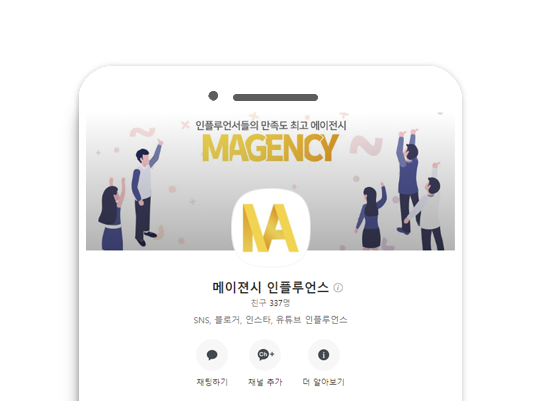 인플루언서들의 만족도 최고 메이전시
MAGENCY
MA
메이젼시 인플루언스
친구 337명
SNS, 블로거, 인스타, 유튜브 인플루언스
Ch+
채팅하기 채널 추가 더 알아보기